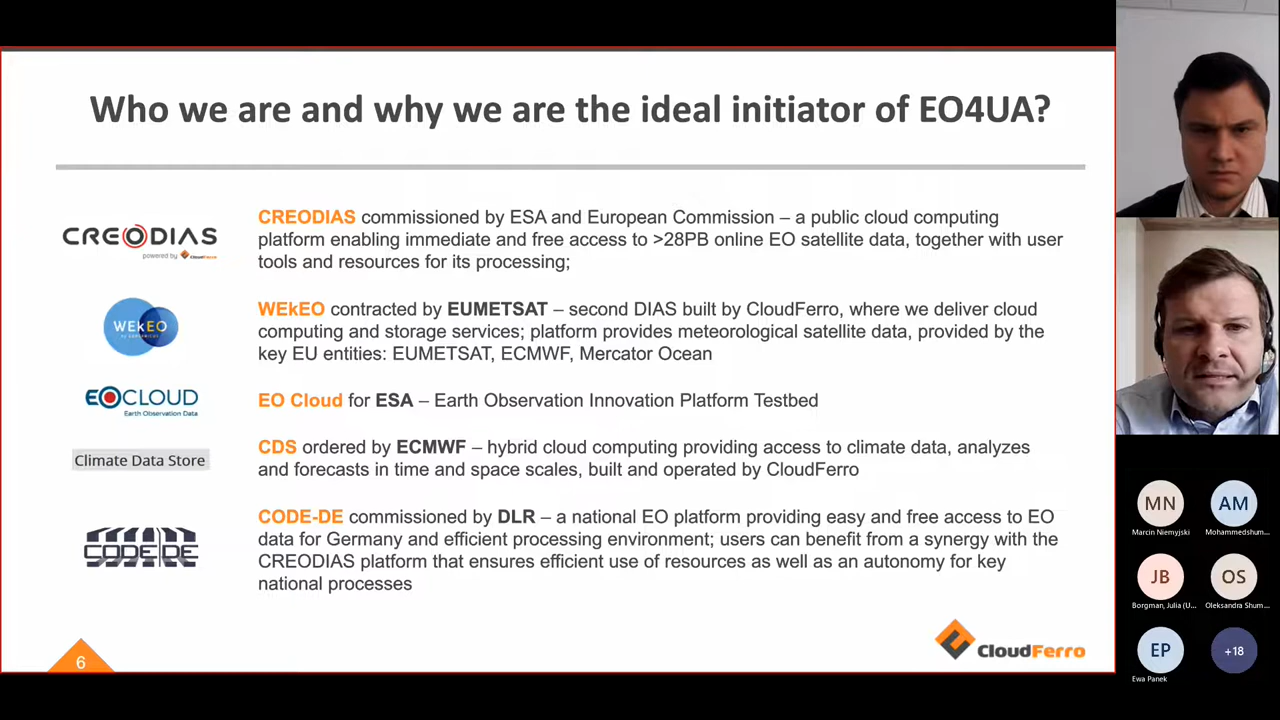 Who we are and why we are the ideal initiator of EO4UA?
CREODIAS
powered by CloudFerro
CREODIAS commissioned by ESA and European Commission – a public cloud computing
platform enabling immediate and free access to >28PB online EO satellite data, together with user
tools and resources for its processing;
WEkEO
WEkEO contracted by EUMETSAT – second DIAS built by CloudFerro, where we deliver cloud
computing and storage services; platform provides meteorological satellite data, provided by the
key EU entities: EUMETSAT, ECMWF, Mercator Ocean
EOCLOUD
Earth Observation Data
EO Cloud for ESA – Earth Observation Innovation Platform Testbed
Climate Data Store
CDS ordered by ECMWF – hybrid cloud computing providing access to climate data, analyzes
and forecasts in time and space scales, built and operated by CloudFerro
CODE-DE
CODE-DE commissioned by DLR – a national EO platform providing easy and free access to EO
data for Germany and efficient processing environment; users can benefit from a synergy with the
CREODIAS platform that ensures efficient use of resources as well as an autonomy for key
national processes
6
CloudFerro
MN
Marcin Niemyjski
AM
Mohammedshum...
JB
Borgman, Julia (U...
OS
Oleksandra Shum...
EP
Ewa Panek
+18